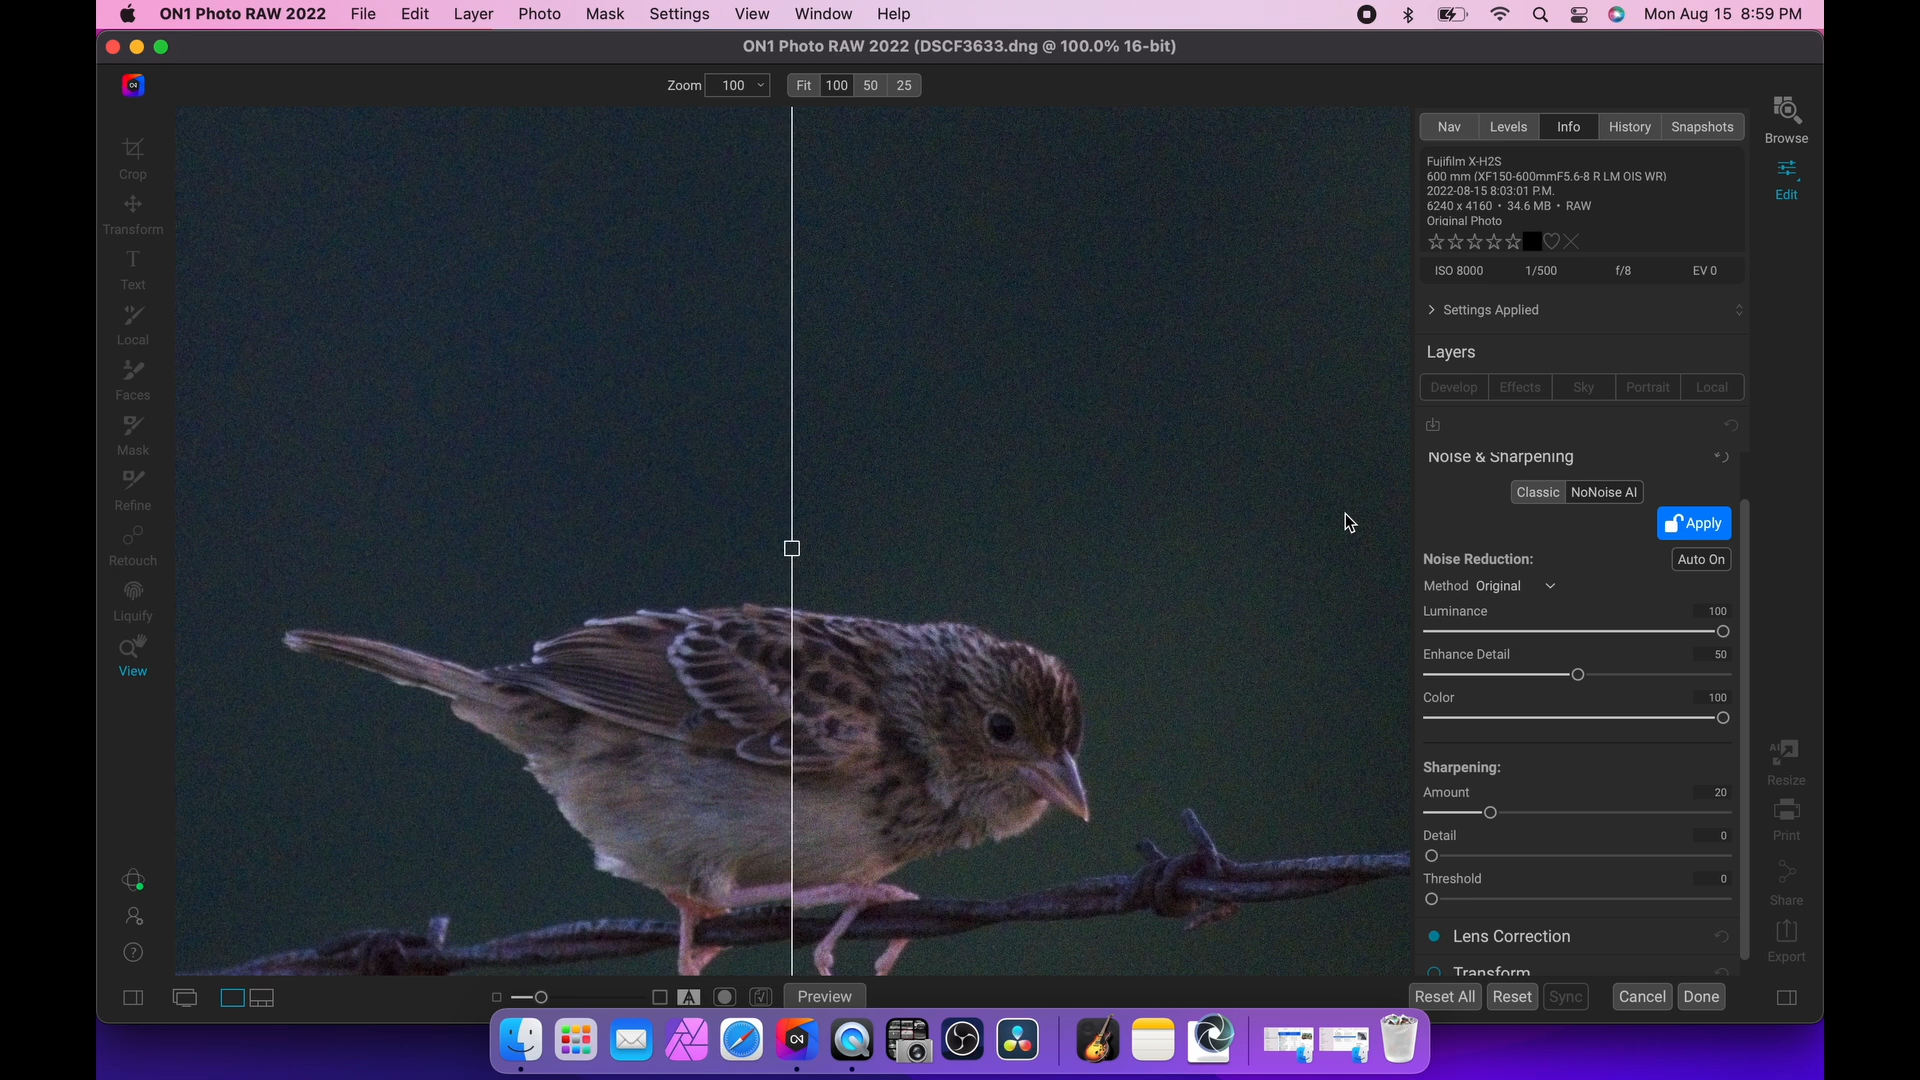 ON1 Photo RAW 2022 File Edit Layer Photo Mask Settings View Window Help Mon Aug 15 8:59 PM
ON1 Photo RAW 2022 (DSCF3633.dng @ 100.0% 16-bit)
Zoom 100 Fit 100 50 25
Crop
Transform
Text
Local
Faces
Mask
Refine
Retouch
Liquify
View
Nav Levels Info History Snapshots
Fujifilm X-H2S
600 mm (XF150-600mmF5.6-8 R LM OIS WR)
2022-08-15 8:03:01 P.M.
6240 x 4160 • 34.6 MB • RAW
Original Photo
ISO 8000 1/500 f/8 EV 0
Settings Applied
Layers
Develop Effects Sky Portrait Local
Noise & Sharpening
Classic NoNoise AI
Apply
Noise Reduction: Auto On
Method Original
Luminance 100
Enhance Detail 50
Color 100
Sharpening:
Amount 20
Detail 0
Threshold 0
Lens Correction
Transform
Browse
Edit
AI
Resize
Print
Share
Export
A Preview Reset All Reset Sync Cancel Done